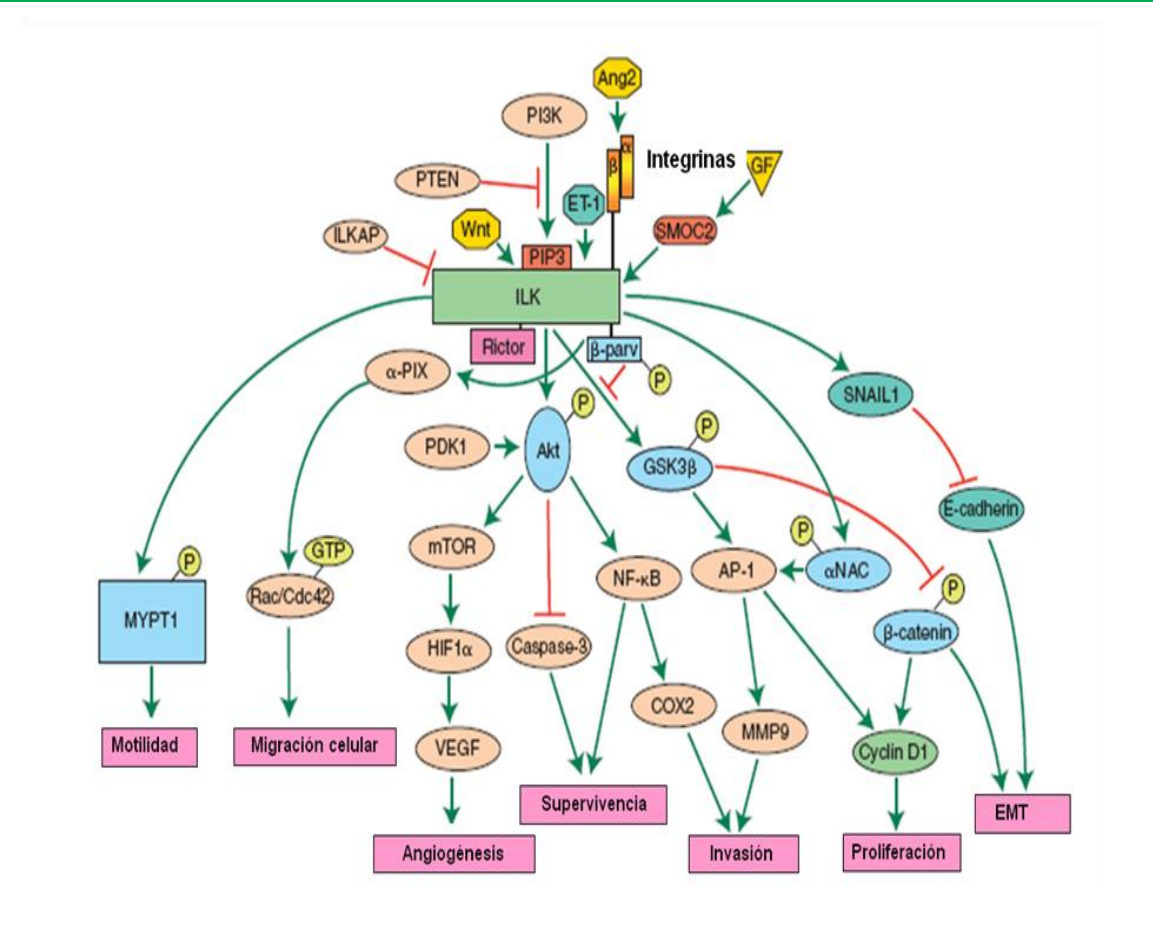 Ang2
PI3K
α
β
Integrinas
GF
PTEN
ET-1
Wnt
SMOC2
ILKAP
PIP3
ILK
Rictor
β-parv
P
α-PIX
SNAIL1
P
P
PDK1
Akt
GSK3β
E-cadherin
mTOR
P
GTP
P
NF-κB
AP-1
αNAC
Rac/Cdc42
P
MYPT1
HIF1α
Caspase-3
β-catenin
COX2
MMP9
Motilidad
Migración celular
VEGF
Cyclin D1
Supervivencia
EMT
Angiogénesis
Invasión
Proliferación